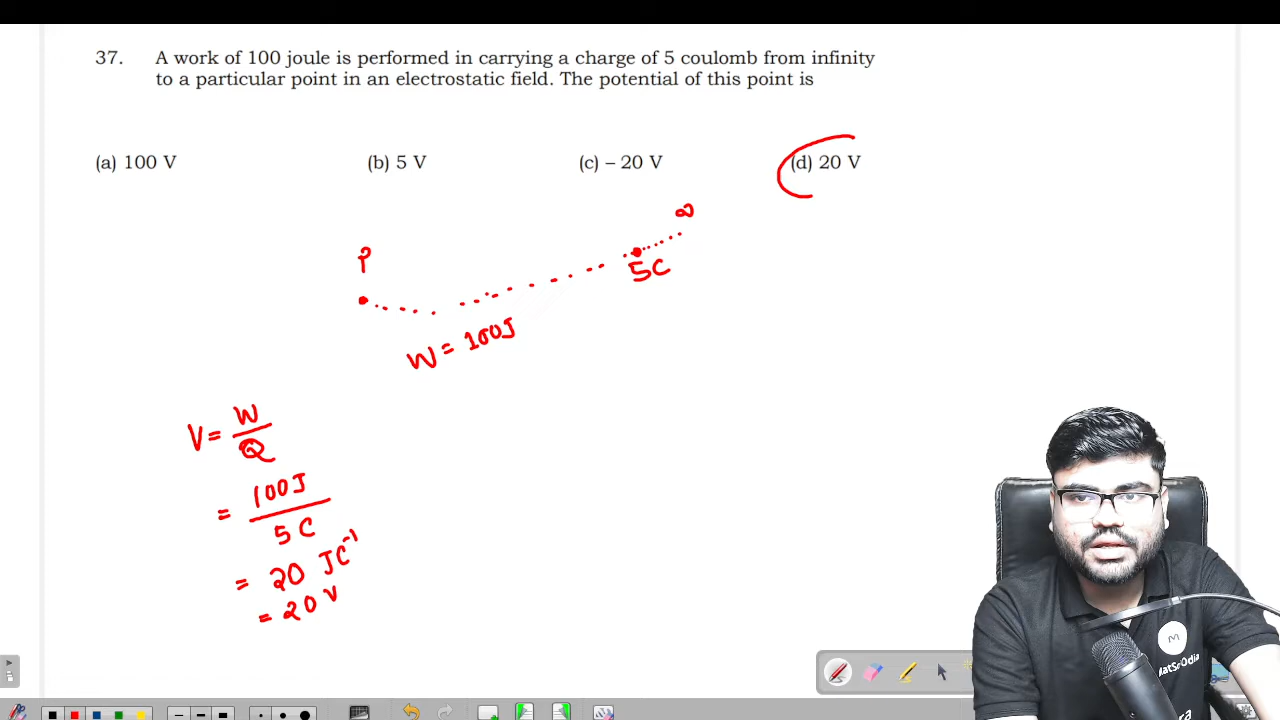 37. A work of 100 joule is performed in carrying a charge of 5 coulomb from infinity
to a particular point in an electrostatic field. The potential of this point is
(a) 100 V (b) 5 V (c) – 20 V (d) 20 V
∞
P
5C
W = 100J
V = W/Q
= 100J/5C
= 20 JC⁻¹
= 20 V
M